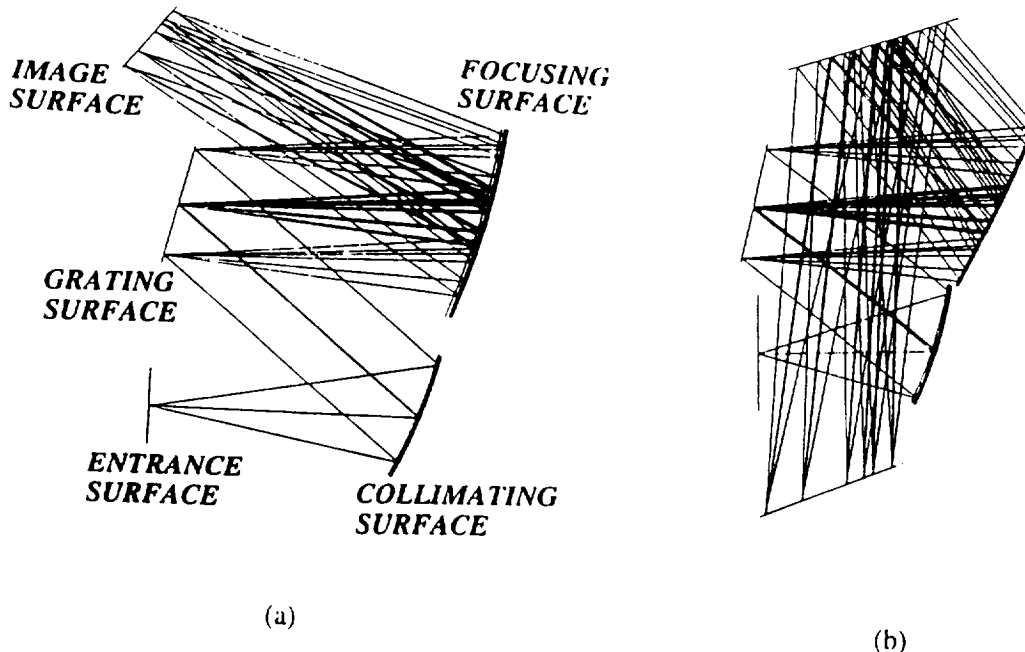 IMAGE
SURFACE
FOCUSING
SURFACE
GRATING
SURFACE
ENTRANCE
SURFACE
COLLIMATING
SURFACE
(a)
(b)